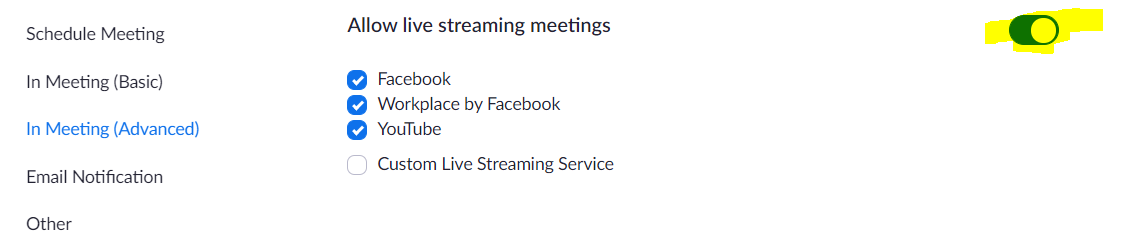 Schedule Meeting
In Meeting (Basic)
In Meeting (Advanced)
Email Notification
Other
Allow live streaming meetings
Facebook
Workplace by Facebook
YouTube
Custom Live Streaming Service